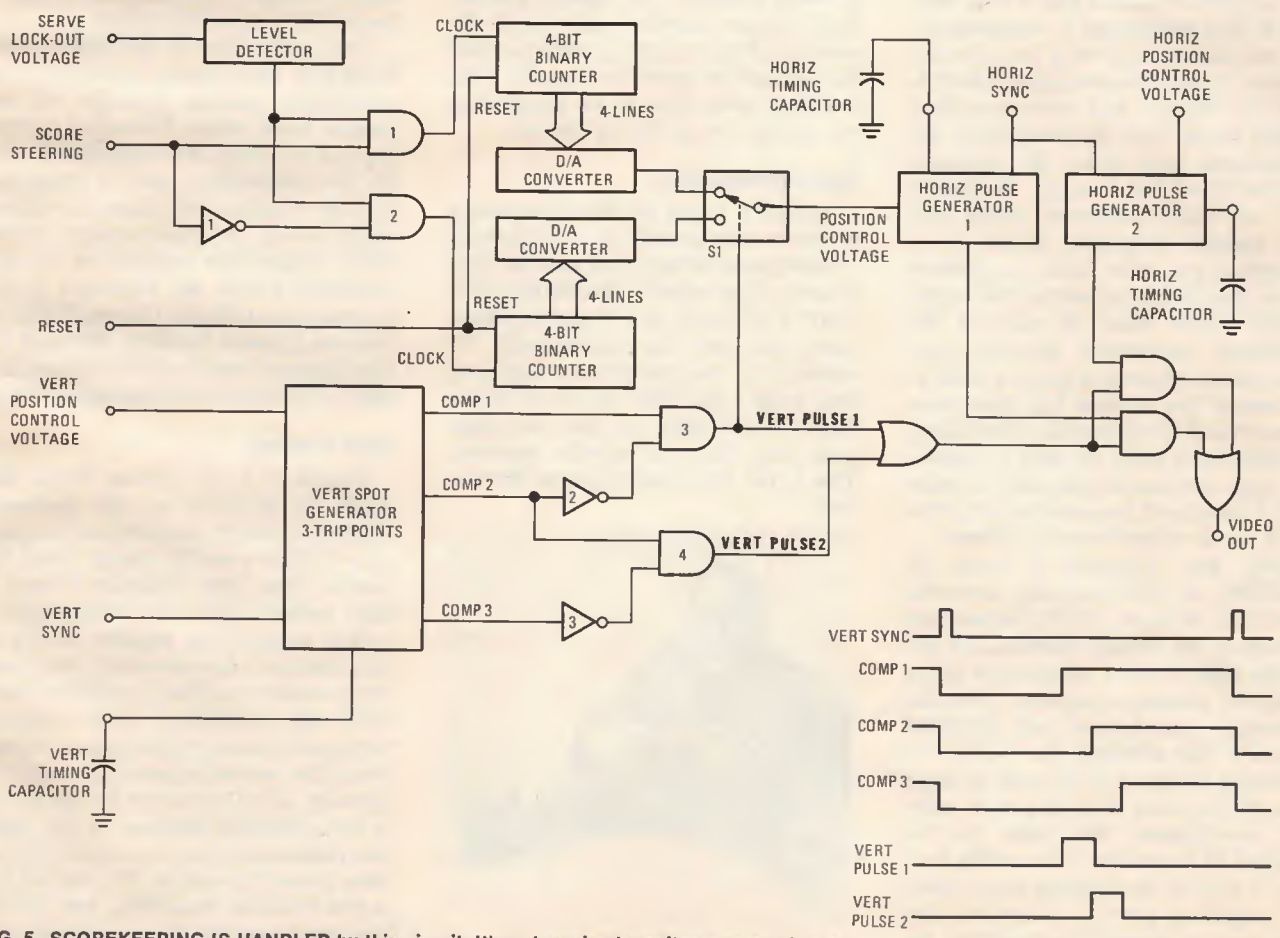 SERVE
LOCK-OUT
VOLTAGE
LEVEL
DETECTOR
CLOCK
4-BIT
BINARY
COUNTER
RESET
4-LINES
HORIZ
TIMING
CAPACITOR
HORIZ
SYNC
HORIZ
POSITION
CONTROL
VOLTAGE
SCORE
STEERING
1
2
1
D/A
CONVERTER
D/A
CONVERTER
S1
POSITION
CONTROL
VOLTAGE
HORIZ PULSE
GENERATOR
1
HORIZ PULSE
GENERATOR
2
HORIZ
TIMING
CAPACITOR
RESET
RESET
4-LINES
4-BIT
BINARY
COUNTER
CLOCK
VERT
POSITION
CONTROL
VOLTAGE
VERT SPOT
GENERATOR
3-TRIP POINTS
COMP 1
COMP 2
COMP 3
2
3
3
4
VERT PULSE 1
VERT PULSE2
VIDEO
OUT
VERT
SYNC
VERT
TIMING
CAPACITOR
VERT SYNC
COMP 1
COMP 2
COMP 3
VERT
PULSE 1
VERT
PULSE 2
SCOREKEEPING IS HANDLED by this circuit.